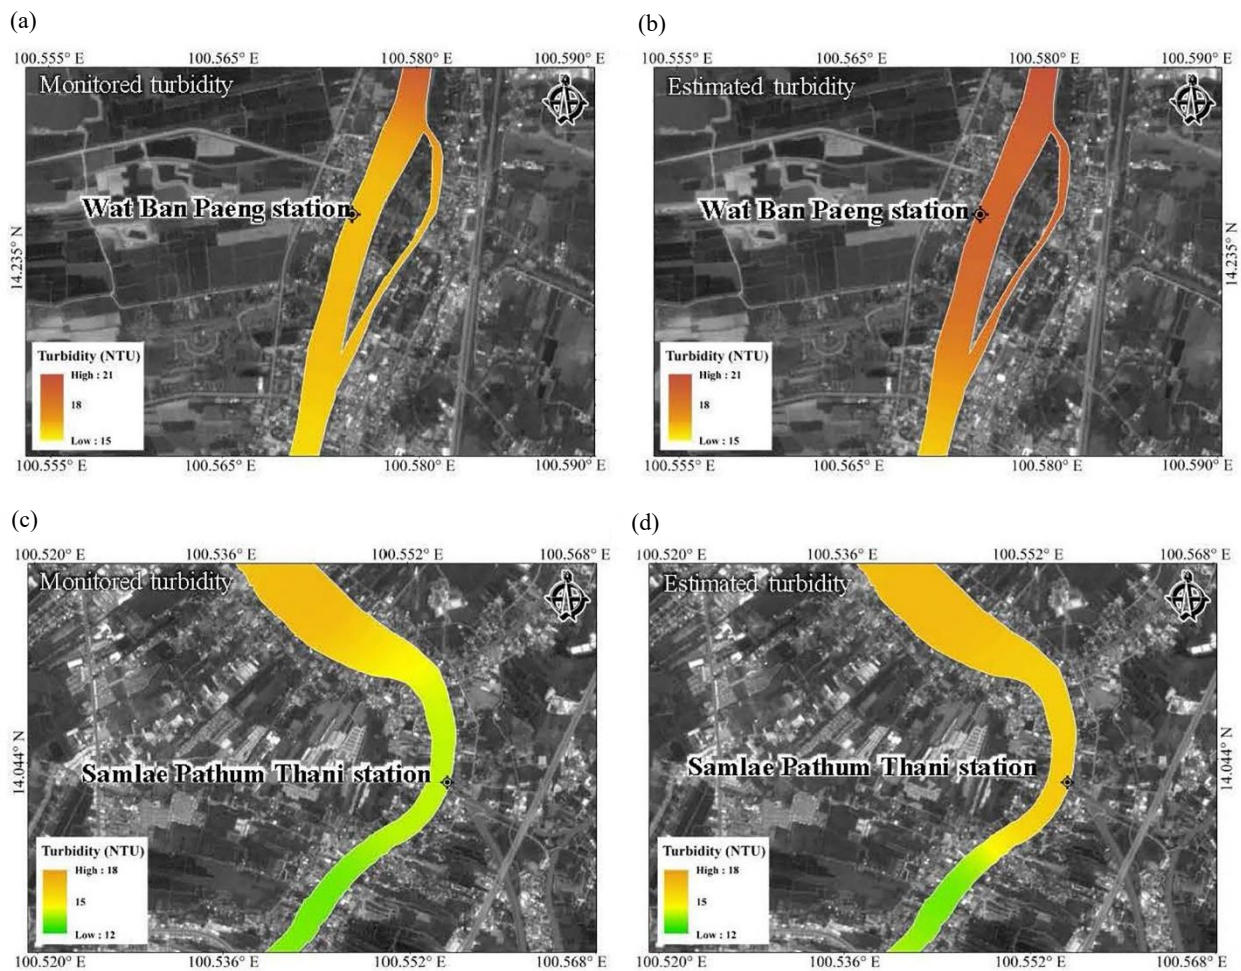 (a)
100.555° E 100.565° E 100.580° E 100.590° E
Monitored turbidity
Wat Ban Paeng station
14.235° N
Turbidity (NTU)
High : 21
18
Low : 15
100.555° E 100.565° E 100.580° E 100.590° E
(b)
100.555° E 100.565° E 100.580° E 100.590° E
Estimated turbidity
Wat Ban Paeng station
14.235° N
Turbidity (NTU)
High : 21
18
Low : 15
100.555° E 100.565° E 100.580° E 100.590° E
(c)
100.520° E 100.536° E 100.552° E 100.568° E
Monitored turbidity
Samlae Pathum Thani station
14.044° N
Turbidity (NTU)
High : 18
15
Low : 12
100.520° E 100.536° E 100.552° E 100.568° E
(d)
100.520° E 100.536° E 100.552° E 100.568° E
Estimated turbidity
Samlae Pathum Thani station
14.044° N
Turbidity (NTU)
High : 18
15
Low : 12
100.520° E 100.536° E 100.552° E 100.568° E